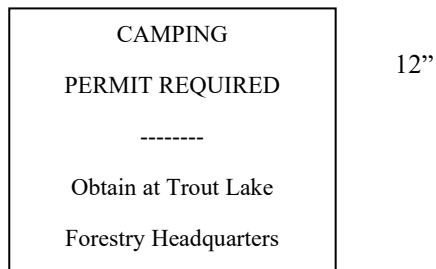 CAMPING
12”
PERMIT REQUIRED
--------
Obtain at Trout Lake
Forestry Headquarters